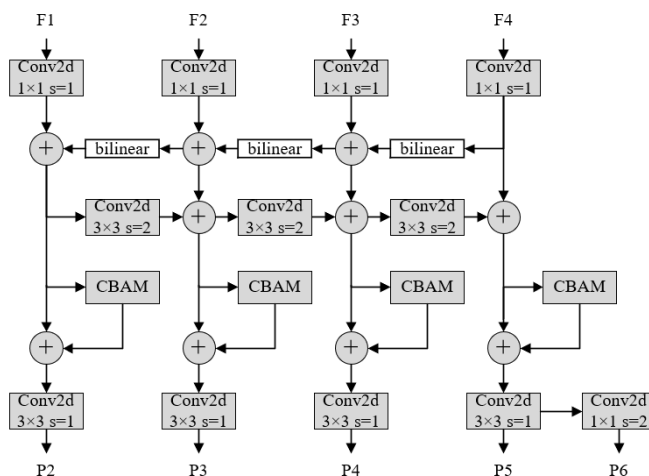 F1 F2 F3 F4
Conv2d Conv2d Conv2d Conv2d
1×1 s=1 1×1 s=1 1×1 s=1 1×1 s=1
+ bilinear + bilinear + bilinear
Conv2d + Conv2d + Conv2d +
3×3 s=2 3×3 s=2 3×3 s=2
CBAM CBAM CBAM CBAM
+ + + +
Conv2d Conv2d Conv2d Conv2d Conv2d
3×3 s=1 3×3 s=1 3×3 s=1 3×3 s=1 1×1 s=2
P2 P3 P4 P5 P6